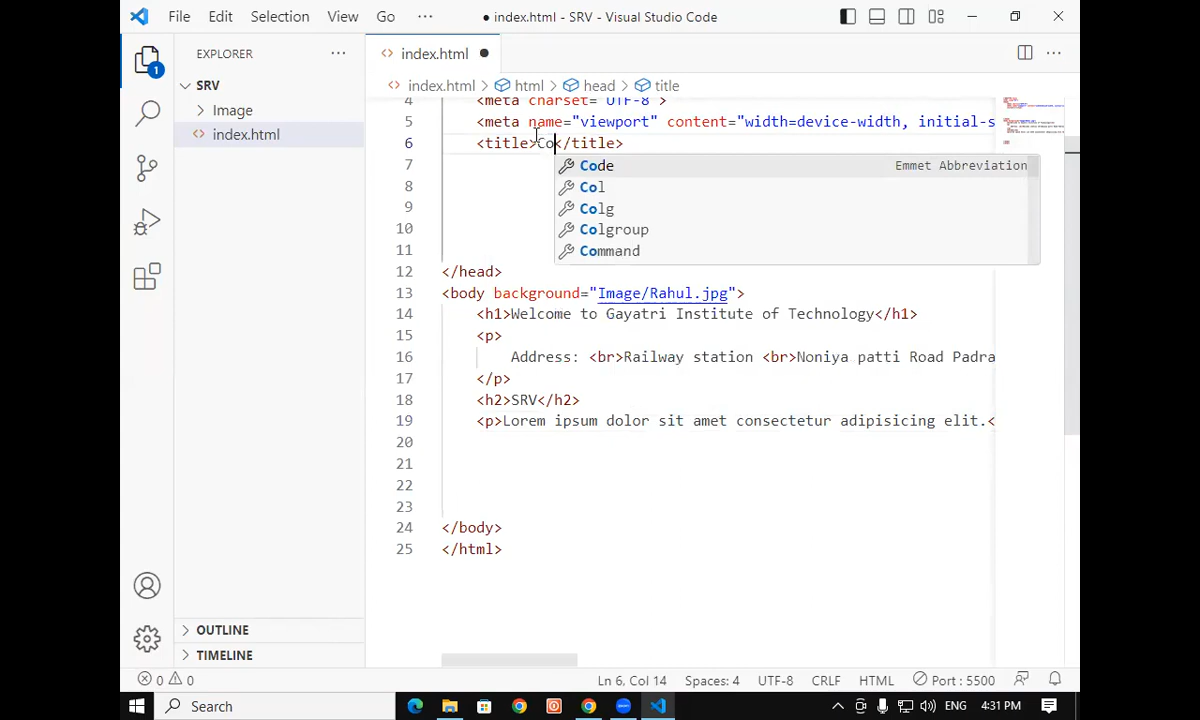 File Edit Selection View Go ··· ● index.html - SRV - Visual Studio Code
EXPLORER ···
index.html ●
index.html > html > head > title
SRV
Image
index.html
4 <meta charset="UTF-8">
5 <meta name="viewport" content="width=device-width, initial-s
6 <title>Co</title>
7
Code Emmet Abbreviation
8
Col
9
Colg
10
Colgroup
11
Command
12 </head>
13 <body background="Image/Rahul.jpg">
14 <h1>Welcome to Gayatri Institute of Technology</h1>
15 <p>
16 Address: <br>Railway station <br>Noniya patti Road Padra
17 </p>
18 <h2>SRV</h2>
19 <p>Lorem ipsum dolor sit amet consectetur adipisicing elit.<
20
21
22
23
24 </body>
25 </html>
1
OUTLINE
TIMELINE
0 0 Ln 6, Col 14 Spaces: 4 UTF-8 CRLF HTML Port : 5500
Search ENG 4:31 PM